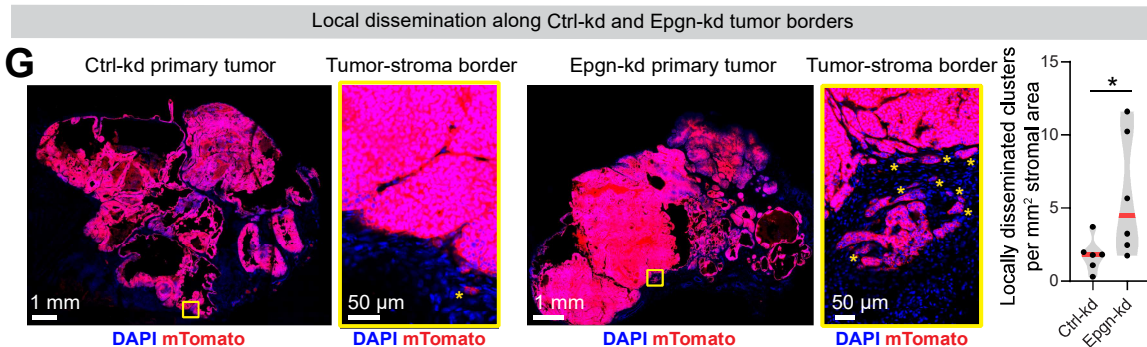 Local dissemination along Ctrl-kd and Epgn-kd tumor borders
G
Ctrl-kd primary tumor
Tumor-stroma border
Epgn-kd primary tumor
Tumor-stroma border
1 mm
*
50 µm
1 mm
* * * * * * * * *
50 µm
DAPI mTomato
DAPI mTomato
DAPI mTomato
DAPI mTomato
Locally disseminated clusters
per mm² stromal area
*
15
10
5
0
Ctrl-kd
Epgn-kd